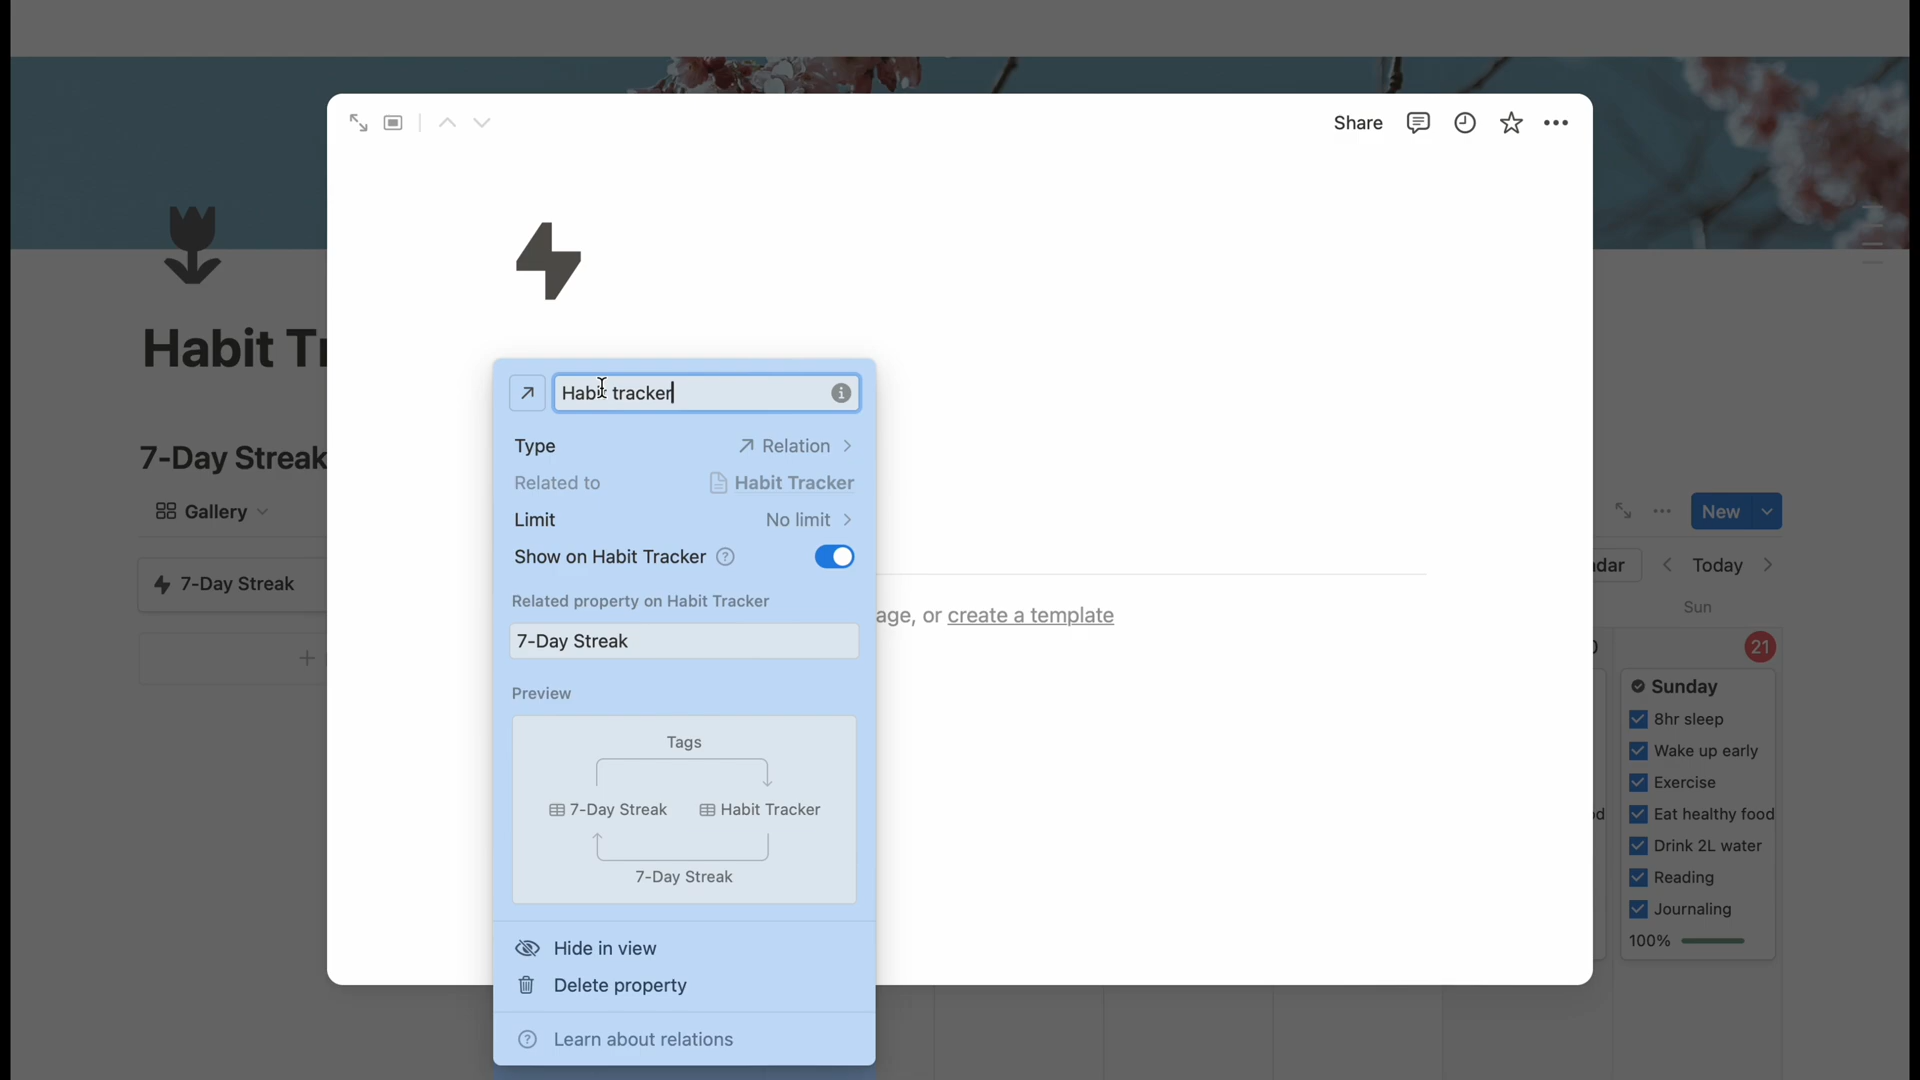 Share
Habit Tr
Habit tracker
Type Relation
7-Day Streak
Related to Habit Tracker
Gallery
Limit No limit
New
Show on Habit Tracker
dar Today
7-Day Streak
Related property on Habit Tracker
Sun
age, or create a template
7-Day Streak
21
Sunday
Preview
8hr sleep
Tags
Wake up early
Exercise
7-Day Streak Habit Tracker
Eat healthy food
Drink 2L water
7-Day Streak
Reading
Journaling
100%
Hide in view
Delete property
Learn about relations